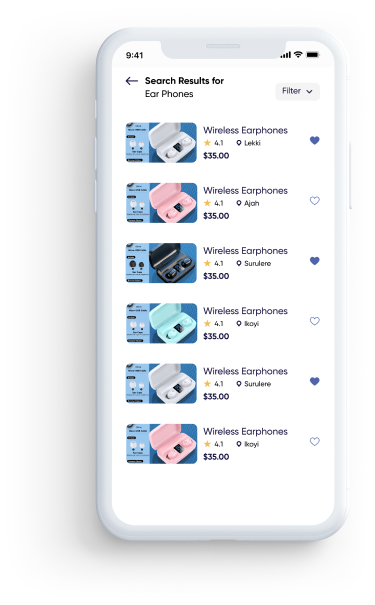 9:41
Search Results for
Ear Phones
Filter
Wireless Earphones
4.1 Lekki
$35.00
Wireless Earphones
4.1 Ajah
$35.00
Wireless Earphones
4.1 Surulere
$35.00
Wireless Earphones
4.1 Ikoyi
$35.00
Wireless Earphones
4.1 Surulere
$35.00
Wireless Earphones
4.1 Ikoyi
$35.00